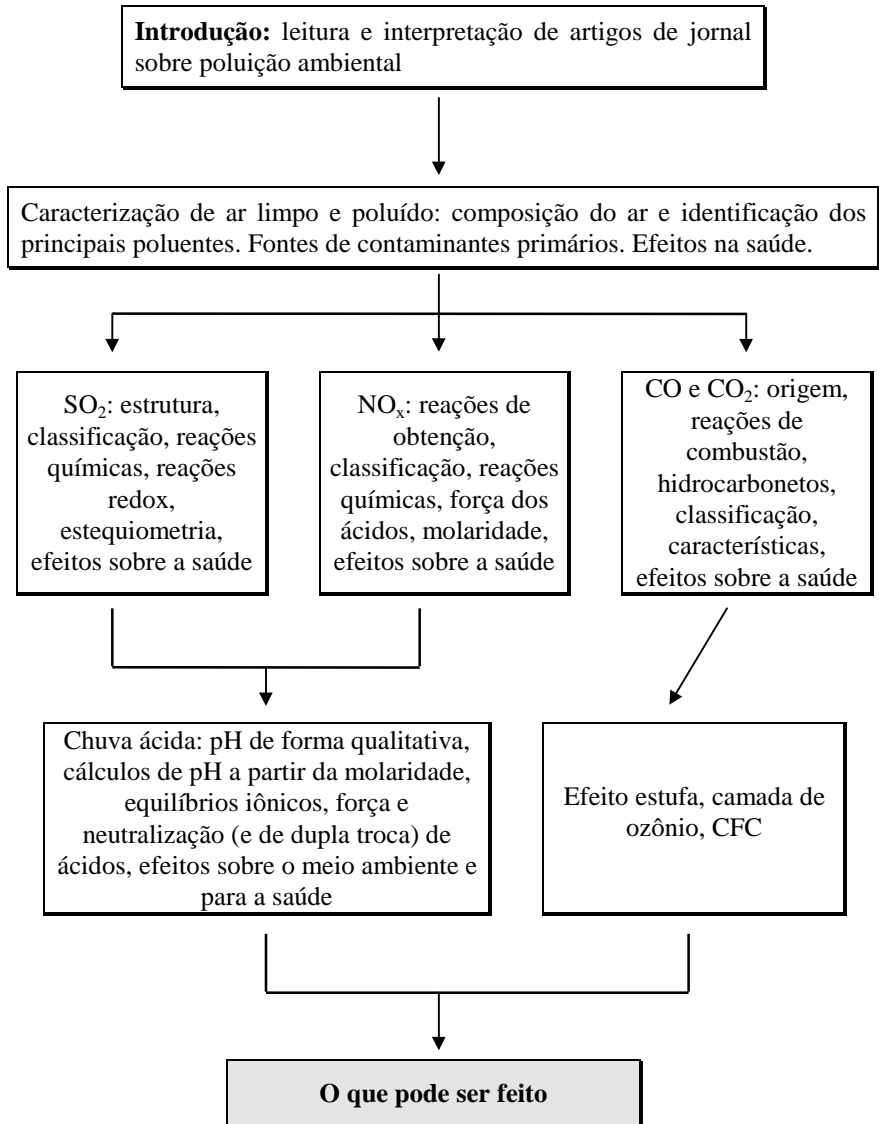 Introdução: leitura e interpretação de artigos de jornal
sobre poluição ambiental
Caracterização de ar limpo e poluído: composição do ar e identificação dos
principais poluentes. Fontes de contaminantes primários. Efeitos na saúde.
SO₂: estrutura,
classificação, reações
químicas, reações
redox,
estequiometria,
efeitos sobre a saúde
NOₓ: reações de
obtenção,
classificação, reações
químicas, força dos
ácidos, molaridade,
efeitos sobre a saúde
CO e CO₂: origem,
reações de
combustão,
hidrocarbonetos,
classificação,
características,
efeitos sobre a saúde
Chuva ácida: pH de forma qualitativa,
cálculos de pH a partir da molaridade,
equilíbrios iônicos, força e
neutralização (e de dupla troca) de
ácidos, efeitos sobre o meio ambiente e
para a saúde
Efeito estufa, camada de
ozônio, CFC
O que pode ser feito